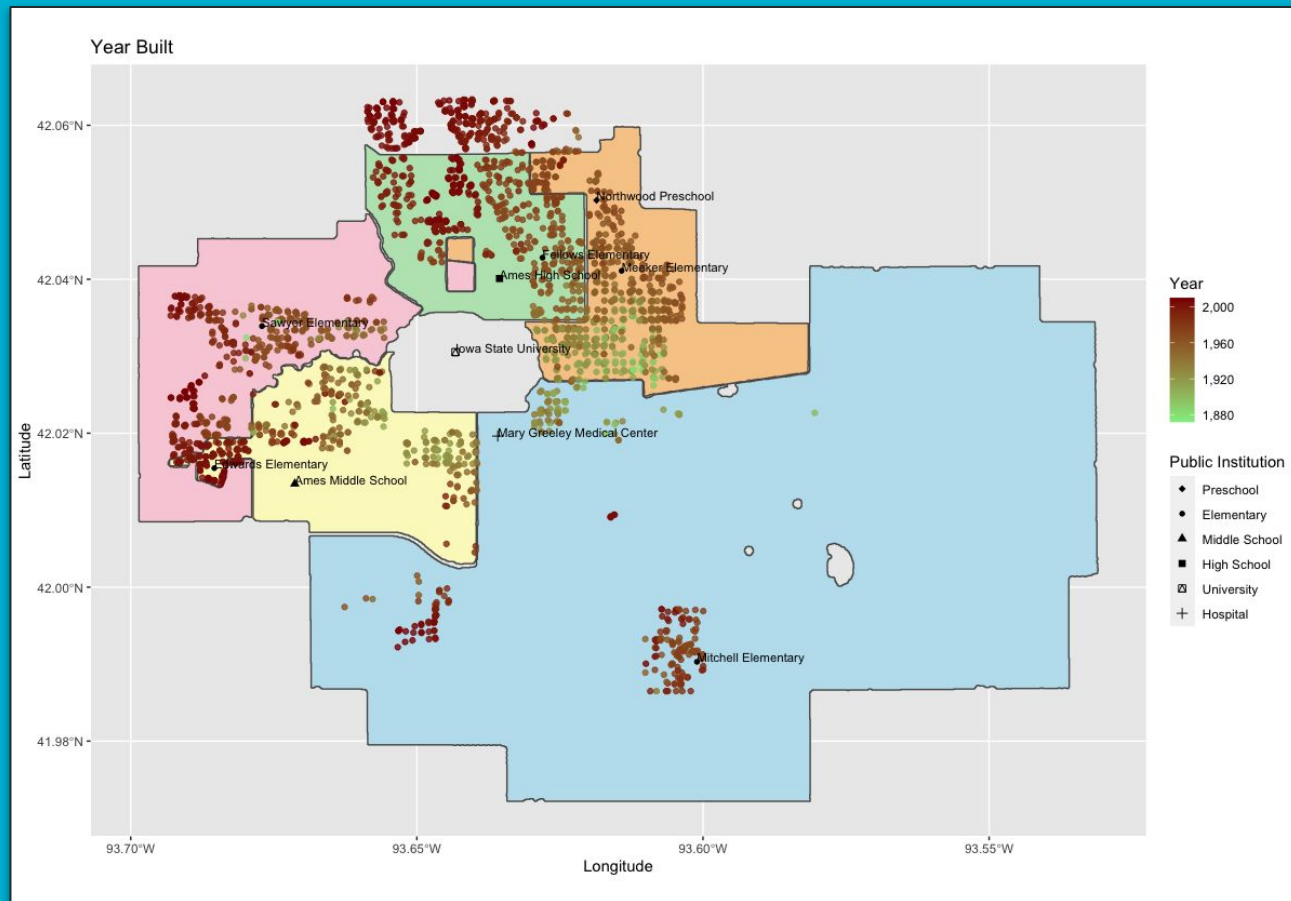 Year Built
42.06°N
42.04°N
42.02°N
42.00°N
41.98°N
Latitude
Northwood Preschool
Fellows Elementary
Meeker Elementary
Ames High School
Sawyer Elementary
Iowa State University
Mary Greeley Medical Center
Edwards Elementary
Ames Middle School
Mitchell Elementary
93.70°W
93.65°W
93.60°W
93.55°W
Longitude
Year
2,000
1,960
1,920
1,880
Public Institution
Preschool
Elementary
Middle School
High School
University
Hospital